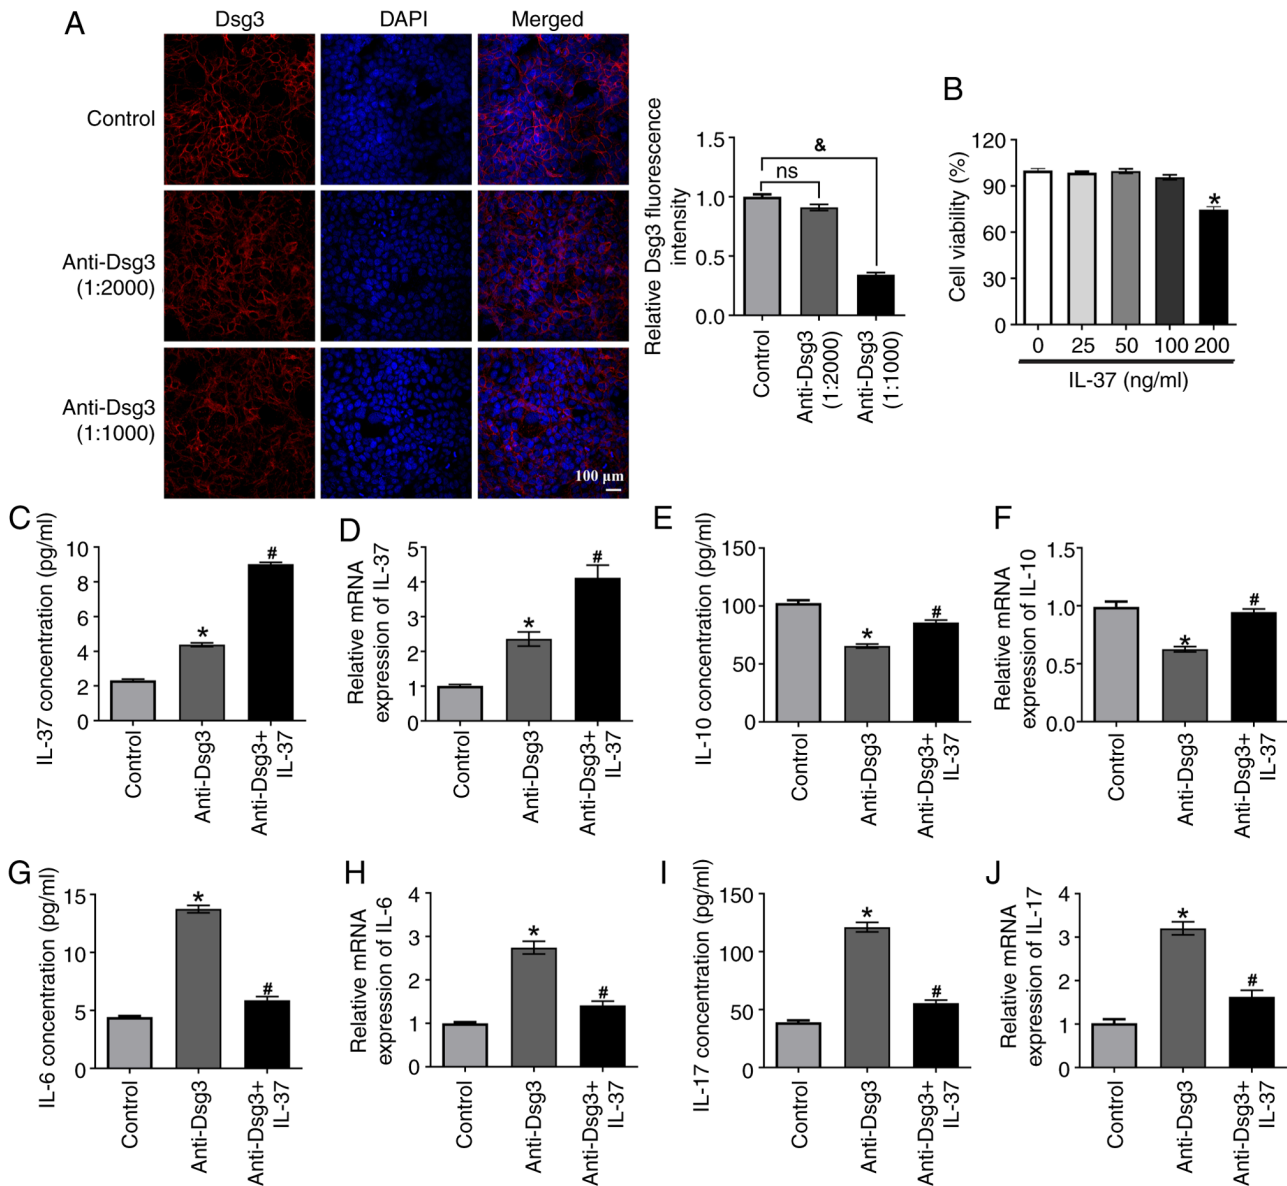 A
Dsg3
DAPI
Merged
Control
Anti-Dsg3
(1:2000)
Anti-Dsg3
(1:1000)
100 μm
Relative Dsg3 fluorescence
intensity
1.5
1.0
0.5
0.0
&
ns
Control
Anti-Dsg3
(1:2000)
Anti-Dsg3
(1:1000)
B
Cell viability (%)
120
90
60
30
0
*
0 25 50 100 200
IL-37 (ng/ml)
C
IL-37 concentration (pg/ml)
10
8
6
4
2
0
*
#
Control
Anti-Dsg3
Anti-Dsg3+
IL-37
D
Relative mRNA
expression of IL-37
5
4
3
2
1
0
*
#
Control
Anti-Dsg3
Anti-Dsg3+
IL-37
E
IL-10 concentration (pg/ml)
150
100
50
0
*
#
Control
Anti-Dsg3
Anti-Dsg3+
IL-37
F
Relative mRNA
expression of IL-10
1.5
1.0
0.5
0.0
*
#
Control
Anti-Dsg3
Anti-Dsg3+
IL-37
G
IL-6 concentration (pg/ml)
15
10
5
0
*
#
Control
Anti-Dsg3
Anti-Dsg3+
IL-37
H
Relative mRNA
expression of IL-6
4
3
2
1
0
*
#
Control
Anti-Dsg3
Anti-Dsg3+
IL-37
I
IL-17 concentration (pg/ml)
150
100
50
0
*
#
Control
Anti-Dsg3
Anti-Dsg3+
IL-37
J
Relative mRNA
expression of IL-17
4
3
2
1
0
*
#
Control
Anti-Dsg3
Anti-Dsg3+
IL-37